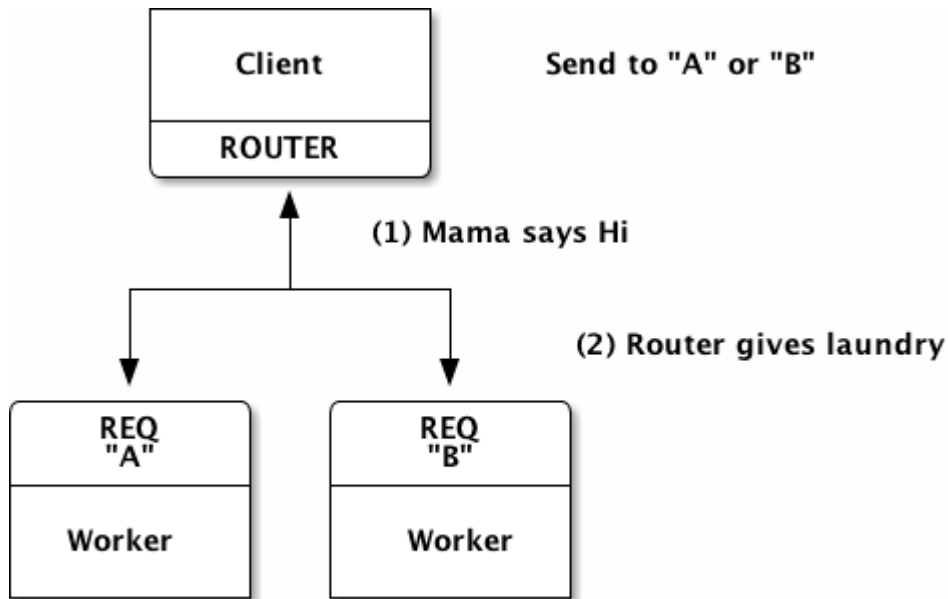 Client
Send to "A" or "B"
ROUTER
(1) Mama says Hi
(2) Router gives laundry
REQ
"A"
REQ
"B"
Worker
Worker